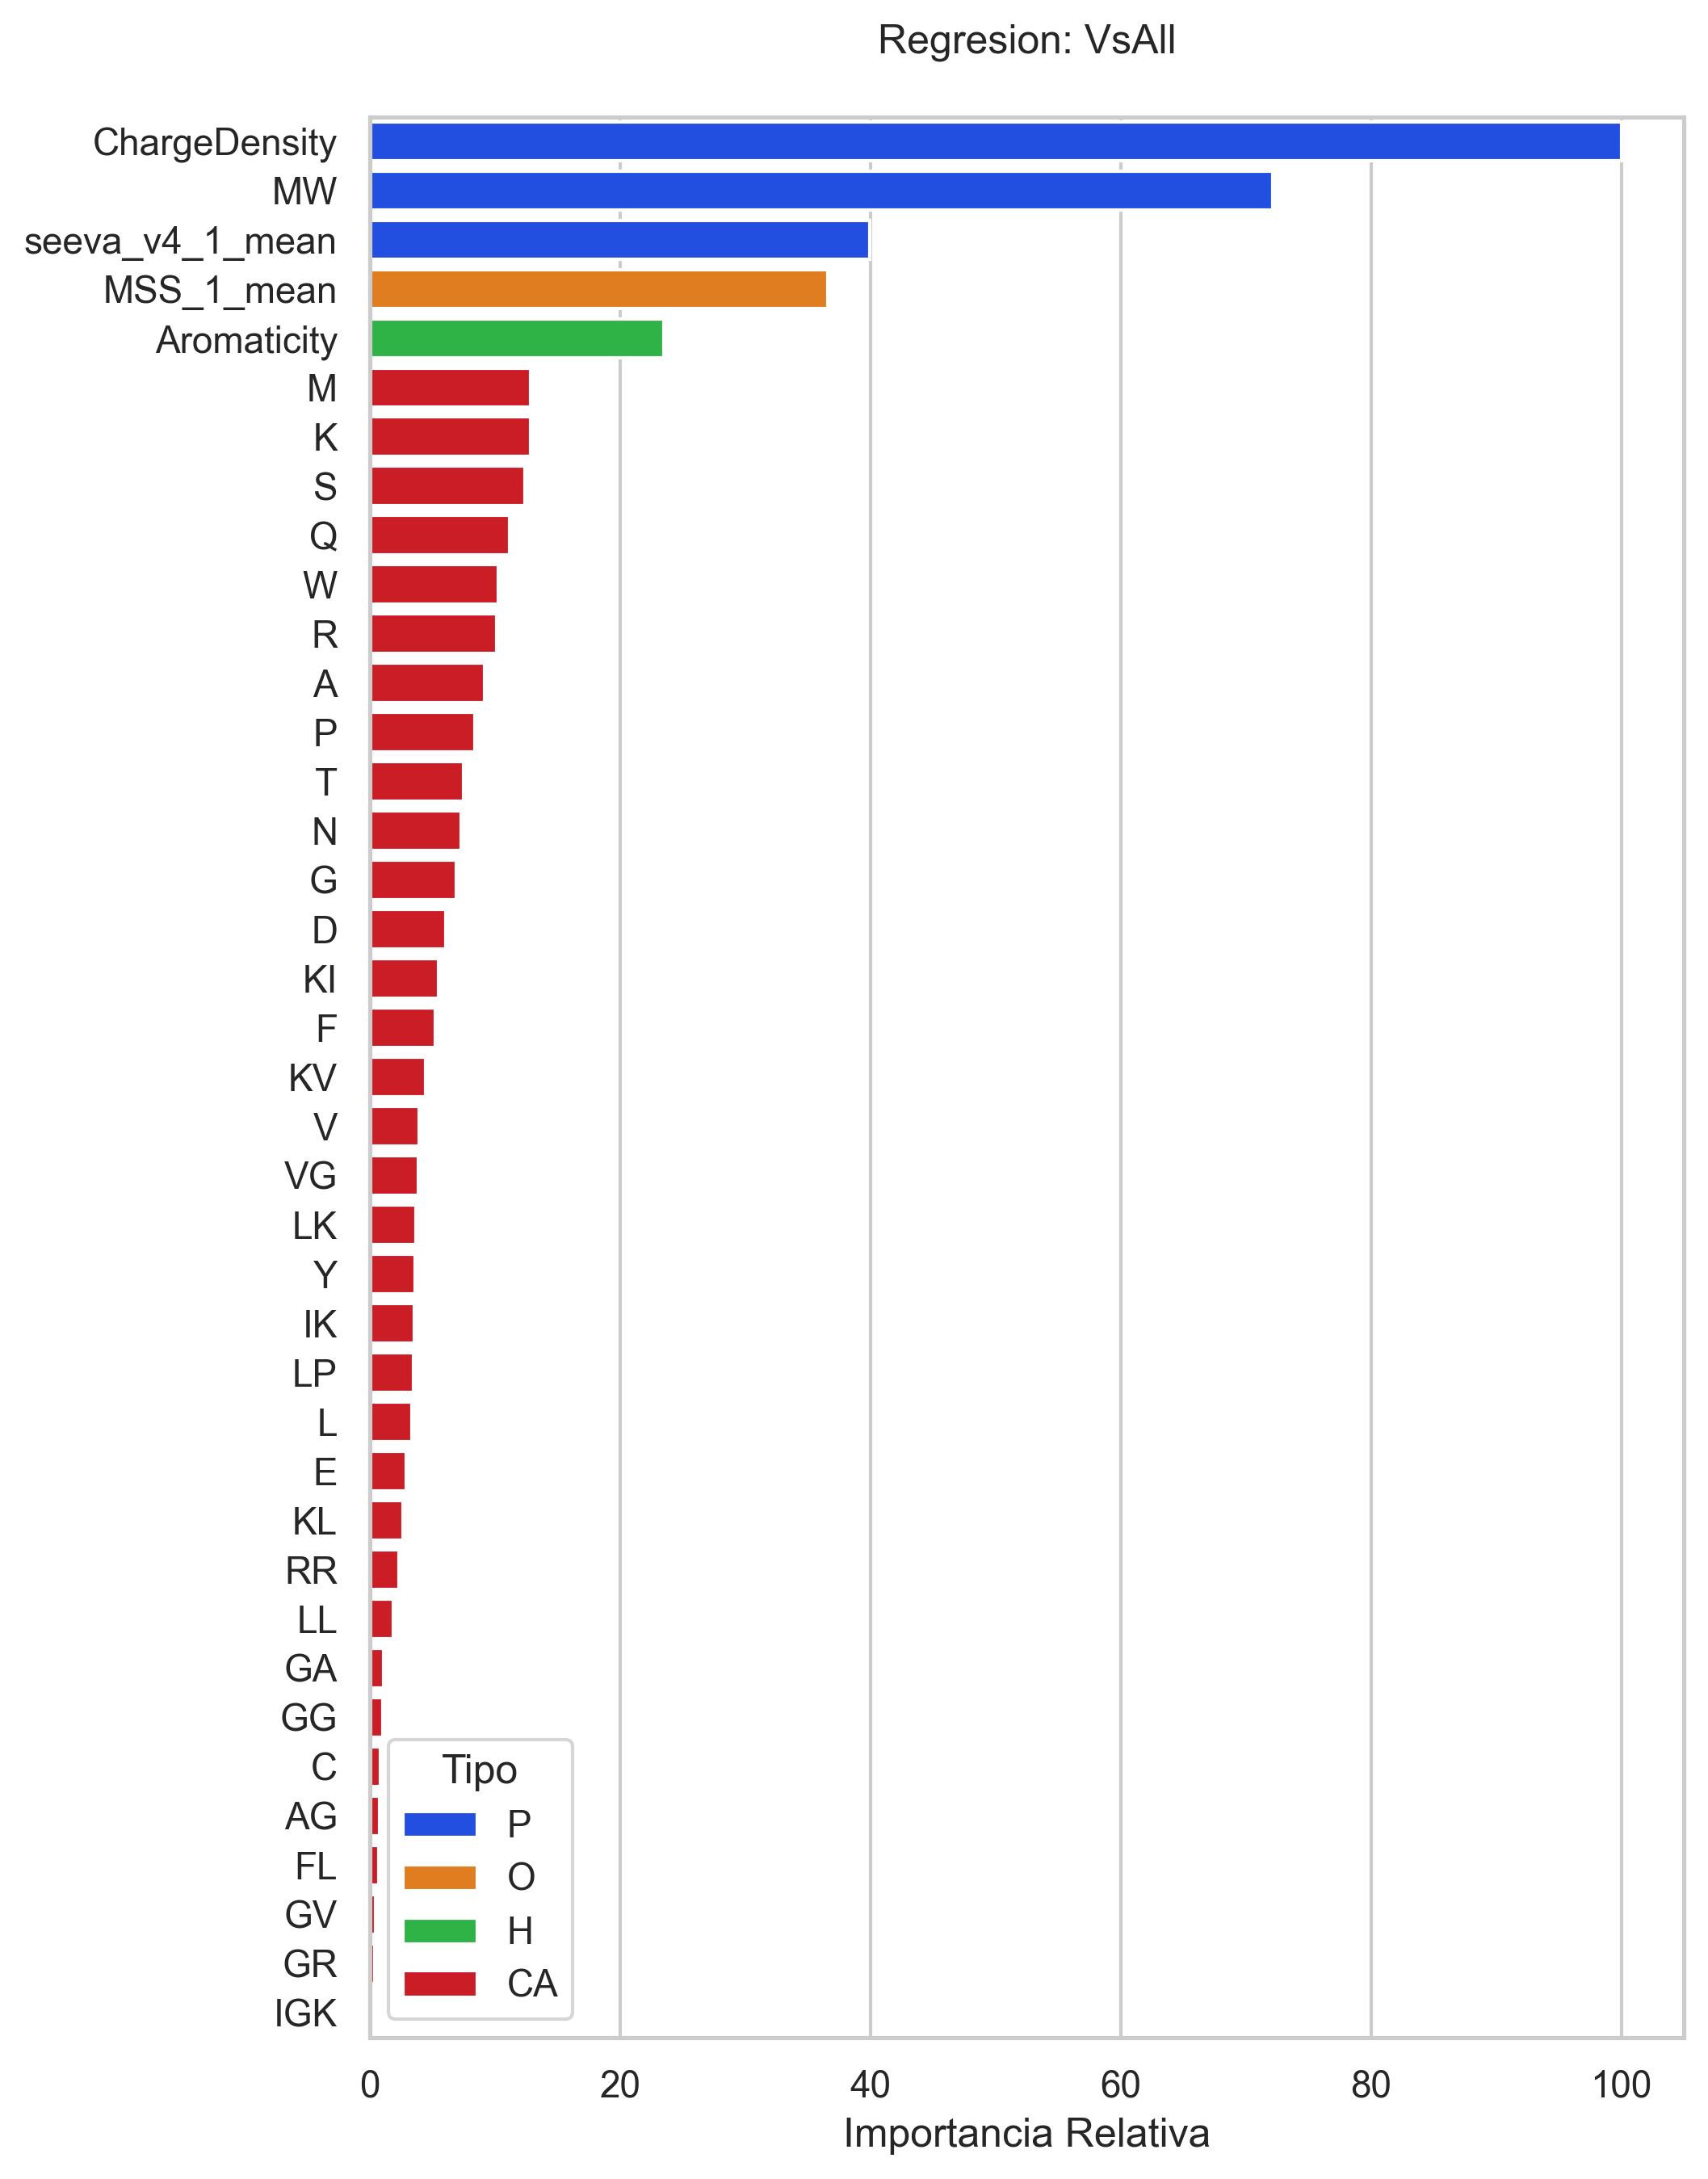 Regresion: VsAll
ChargeDensity
MW
seeva_v4_1_mean
MSS_1_mean
Aromaticity
M
K
S
Q
W
R
A
P
T
N
G
D
KI
F
KV
V
VG
LK
Y
IK
LP
L
E
KL
RR
LL
GA
GG
C
AG
FL
GV
GR
IGK
Tipo
P
O
H
CA
0 20 40 60 80 100
Importancia Relativa